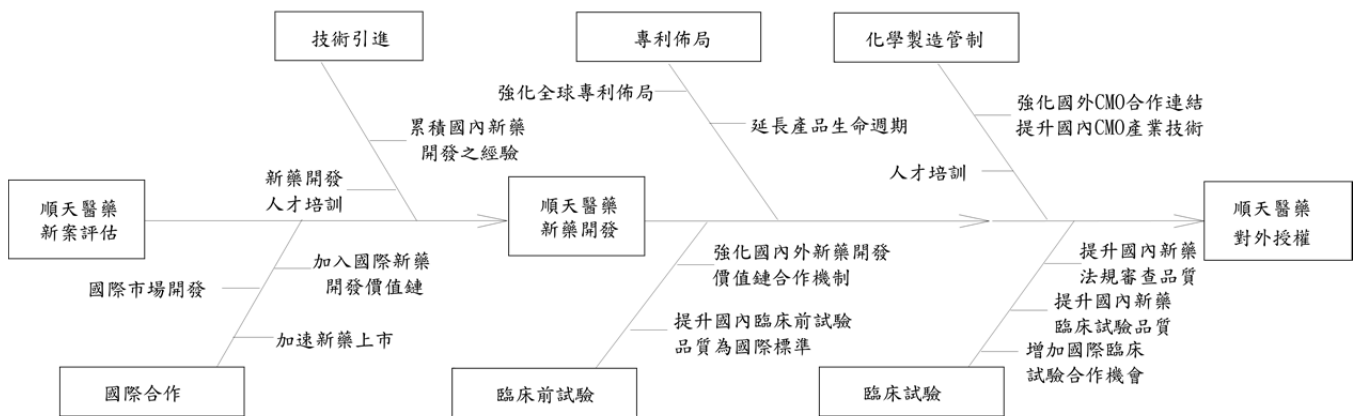 技術引進
專利佈局
化學製造管制
強化全球專利佈局
強化國外CMO合作連結
提升國內CMO產業技術
延長產品生命週期
累積國內新藥
開發之經驗
人才培訓
新藥開發
人才培訓
順天醫藥
新案評估
順天醫藥
新藥開發
順天醫藥
對外授權
加入國際新藥
開發價值鏈
國際市場開發
加速新藥上市
強化國內外新藥開發
價值鏈合作機制
提升國內臨床前試驗
品質為國際標準
提升國內新藥
法規審查品質
提升國內新藥
臨床試驗品質
增加國際臨床
試驗合作機會
國際合作
臨床前試驗
臨床試驗